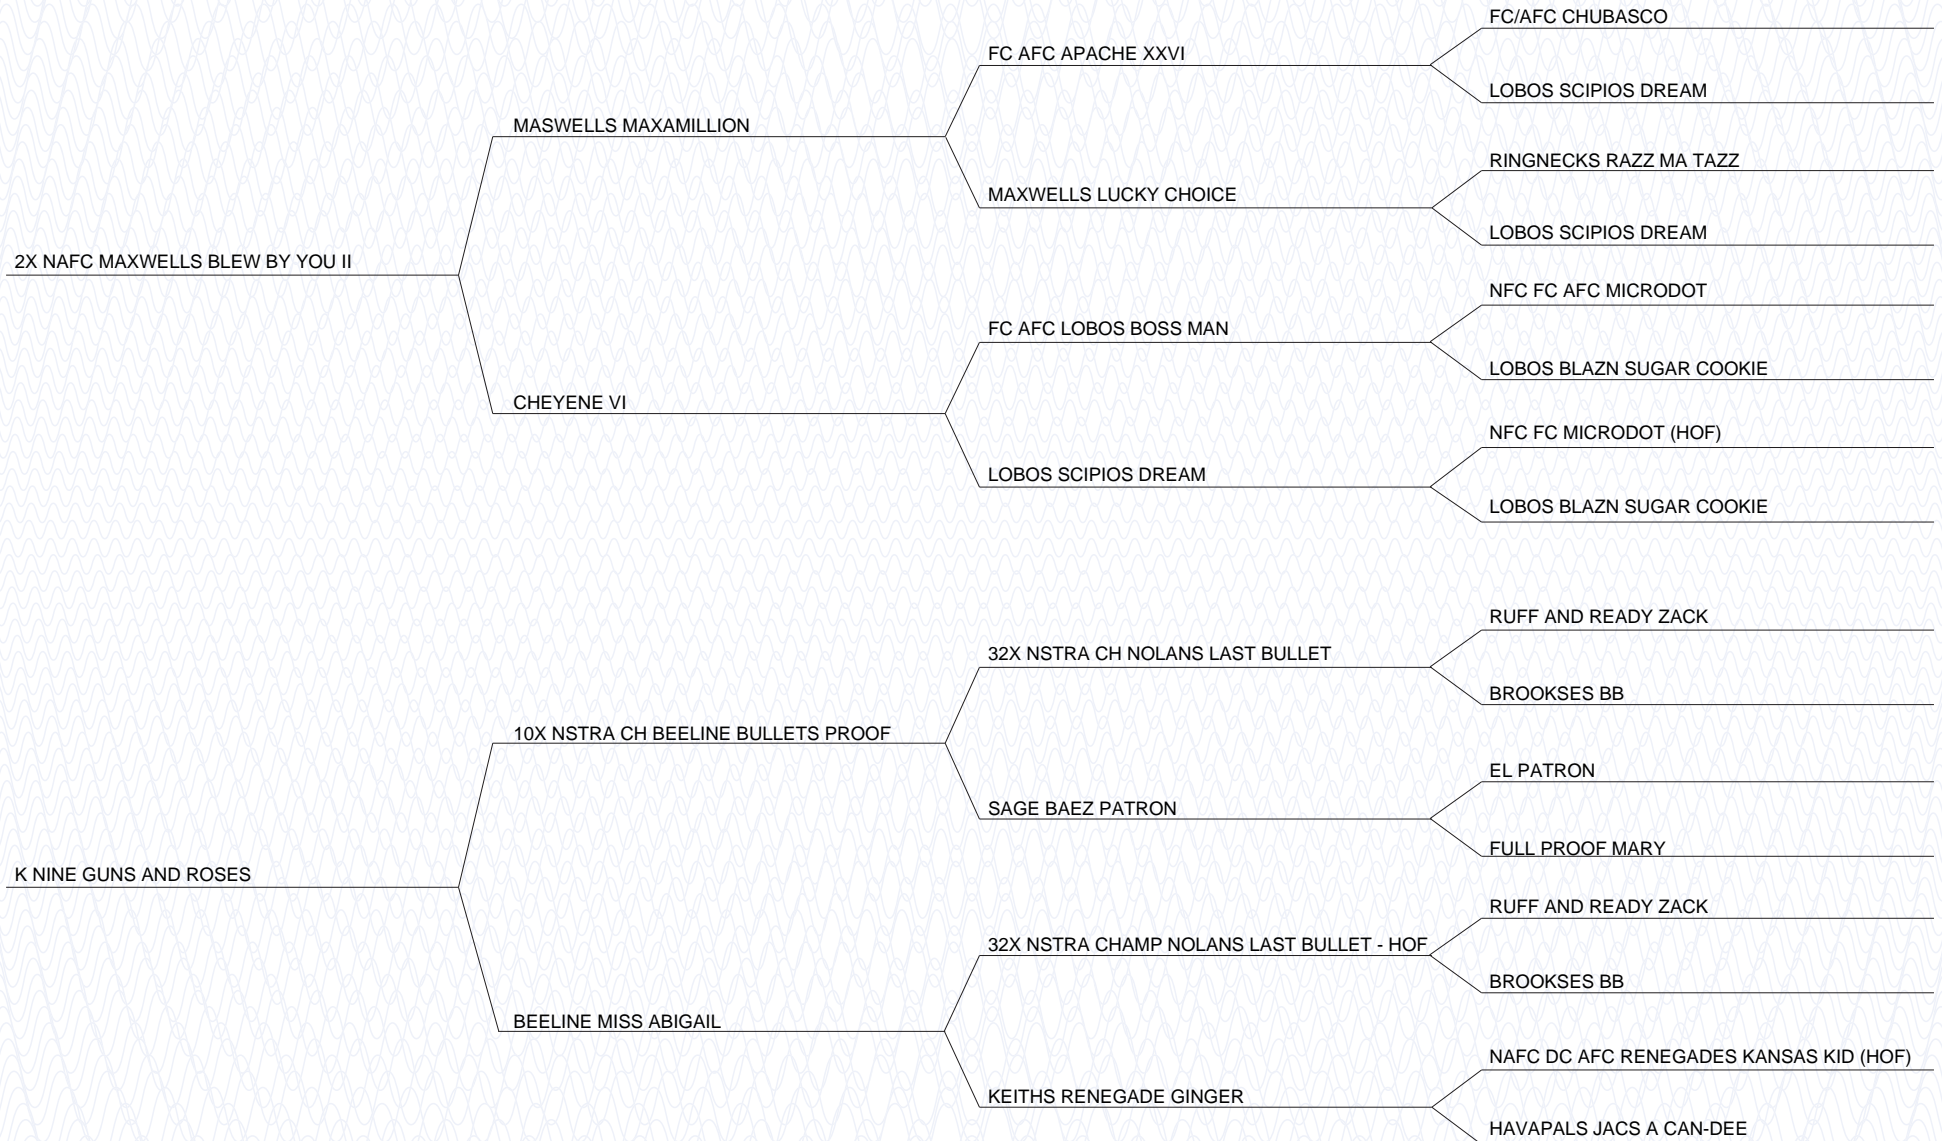 FC/AFC CHUBASCO
FC AFC APACHE XXVI
LOBOS SCIPIOS DREAM
MASWELLS MAXAMILLION
RINGNECKS RAZZ MA TAZZ
MAXWELLS LUCKY CHOICE
LOBOS SCIPIOS DREAM
2X NAFC MAXWELLS BLEW BY YOU II
NFC FC AFC MICRODOT
FC AFC LOBOS BOSS MAN
LOBOS BLAZN SUGAR COOKIE
CHEYENE VI
NFC FC MICRODOT (HOF)
LOBOS SCIPIOS DREAM
LOBOS BLAZN SUGAR COOKIE
RUFF AND READY ZACK
32X NSTRA CH NOLANS LAST BULLET
BROOKSES BB
10X NSTRA CH BEELINE BULLETS PROOF
EL PATRON
SAGE BAEZ PATRON
FULL PROOF MARY
K NINE GUNS AND ROSES
RUFF AND READY ZACK
32X NSTRA CHAMP NOLANS LAST BULLET - HOF
BROOKSES BB
BEELINE MISS ABIGAIL
NAFC DC AFC RENEGADES KANSAS KID (HOF)
KEITHS RENEGADE GINGER
HAVAPALS JACS A CAN-DEE